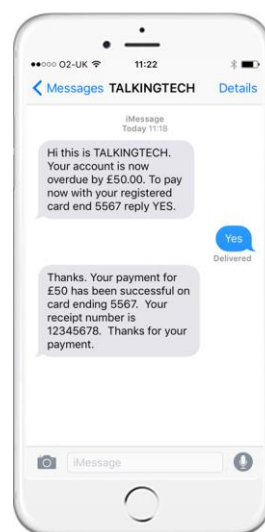 ●●○○○ O2-UK 11:22
Messages TALKINGTECH Details
iMessage
Today 11:18
Hi this is TALKINGTECH.
Your account is now
overdue by £50.00. To pay
now with your registered
card end 5567 reply YES.
Yes
Delivered
Thanks. Your payment for
£50 has been successful on
card ending 5567. Your
receipt number is
12345678. Thanks for your
payment.
iMessage